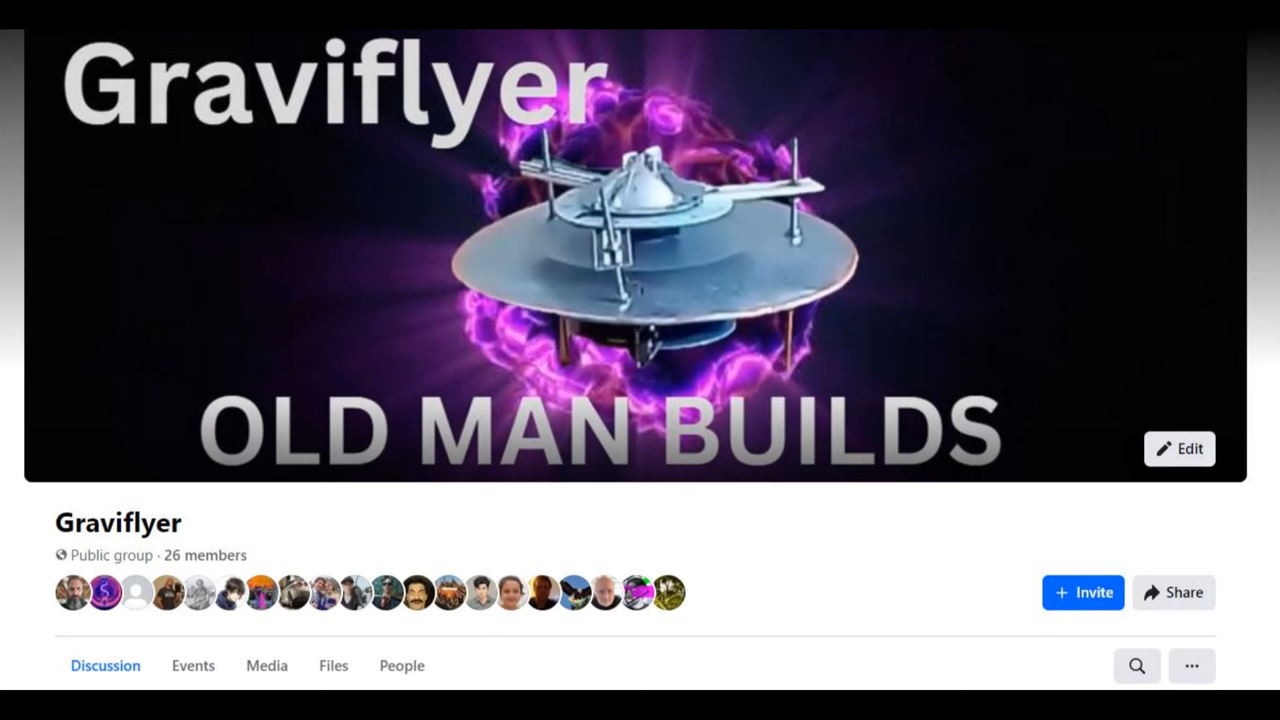 Graviflyer
OLD MAN BUILDS
Edit
Graviflyer
Public group · 26 members
+ Invite
Share
Discussion Events Media Files People